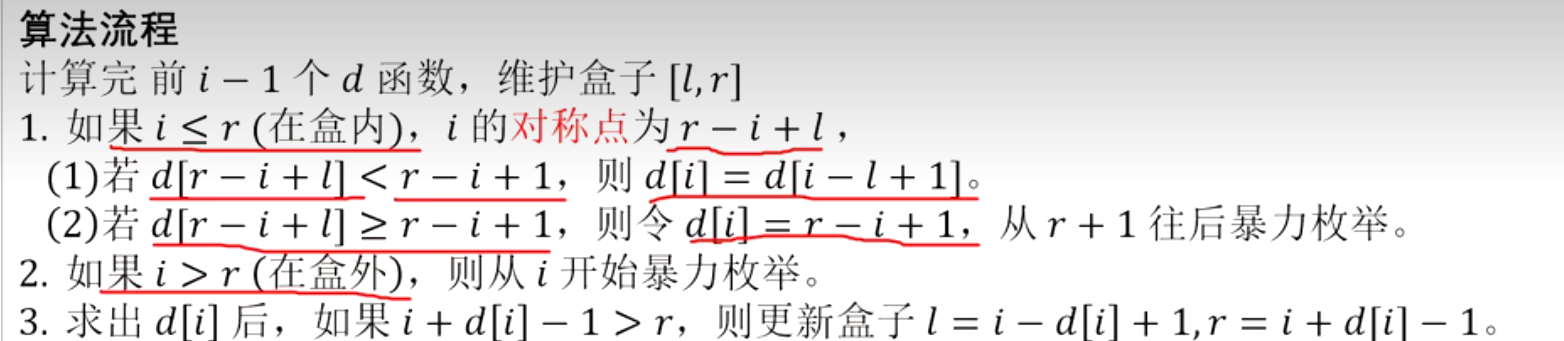 算法流程
计算完 前 i − 1 个 d 函数，维护盒子 [l, r]
1. 如果 i ≤ r (在盒内)，i 的对称点为 r − i + l ，
(1)若 d[r − i + l] < r − i + 1，则 d[i] = d[i − l + 1]。
(2)若 d[r − i + l] ≥ r − i + 1，则令 d[i] = r − i + 1，从 r + 1 往后暴力枚举。
2. 如果 i > r (在盒外)，则从 i 开始暴力枚举。
3. 求出 d[i] 后，如果 i + d[i] − 1 > r，则更新盒子 l = i − d[i] + 1, r = i + d[i] − 1。